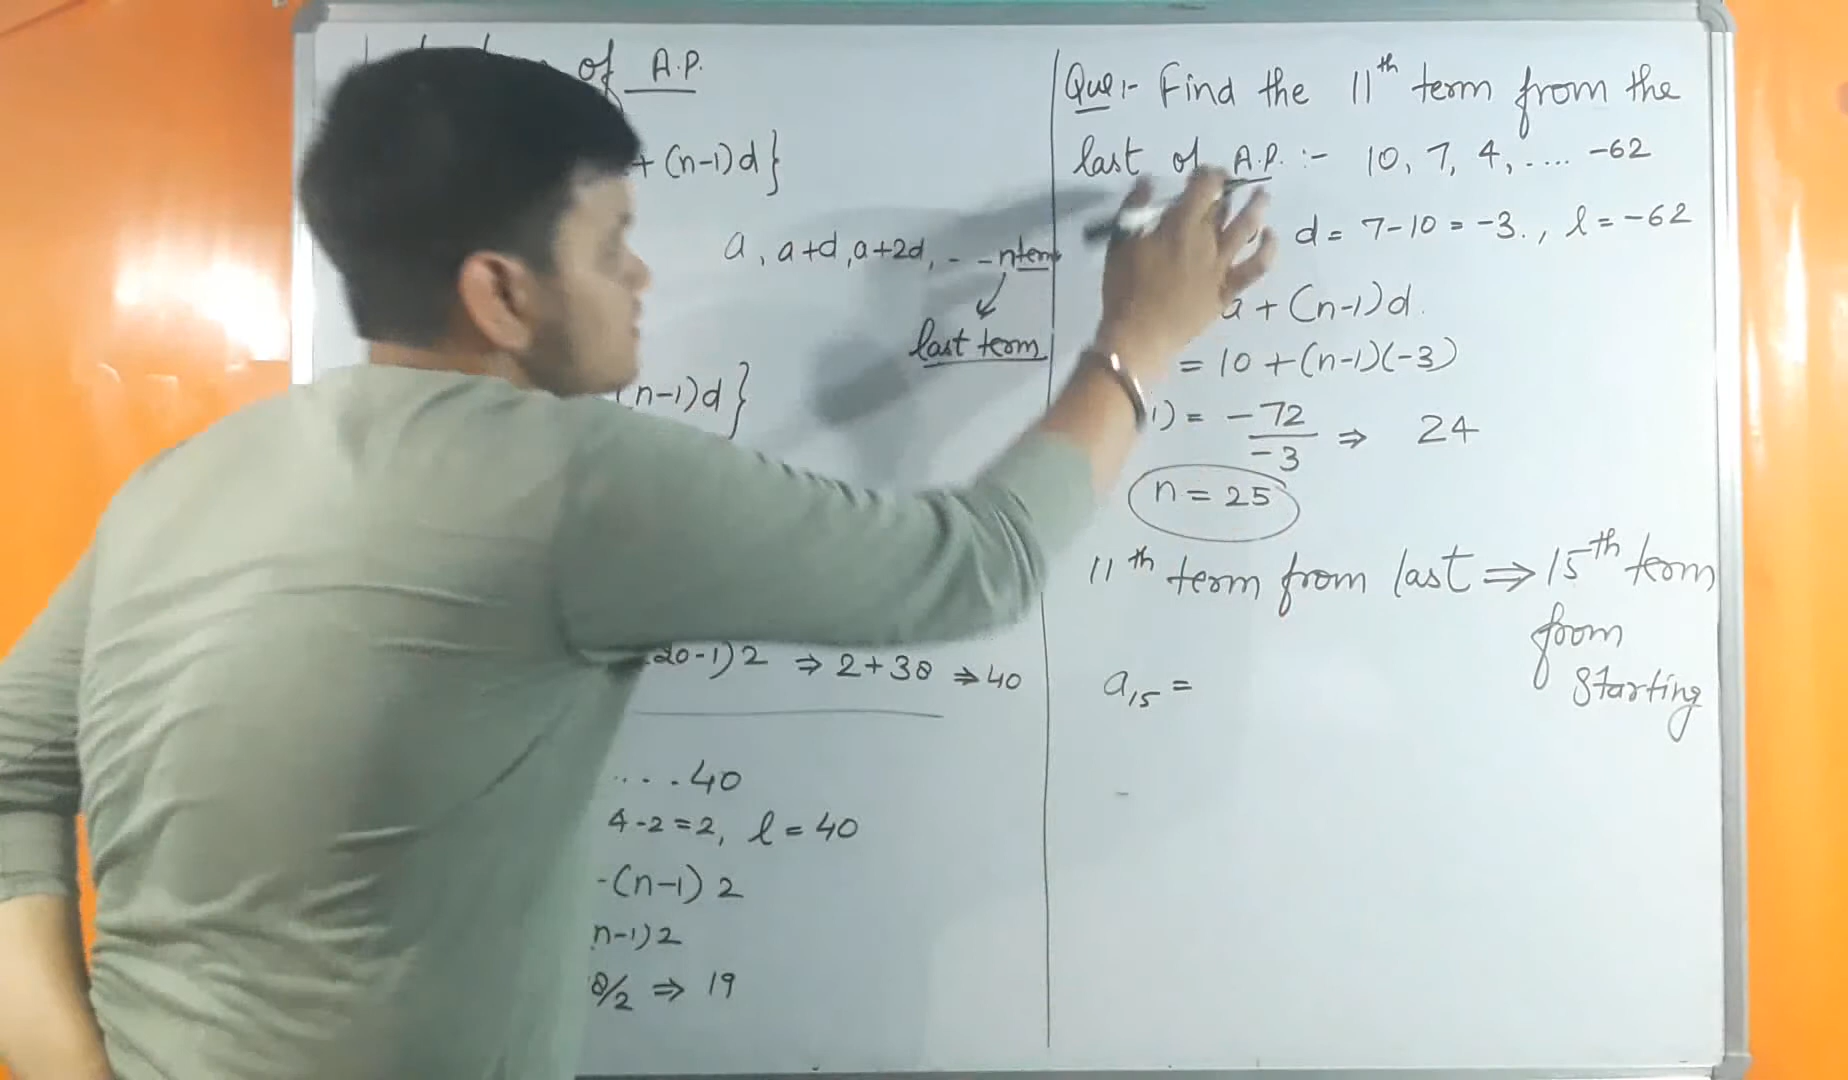 of A.P.
+ (n-1)d}
a, a+d, a+2d, - - nterm
last term
n-1)d}
20-1)2 ⇒ 2+38 ⇒ 40
....40
4-2=2, l=40
-(n-1) 2
n-1)2
8/2 ⇒ 19
Que:- Find the 11th term from the
last of A.P. :- 10, 7, 4, .... -62
d = 7-10 = -3., l = -62
a + (n-1)d.
= 10 + (n-1)(-3)
1) = -72/-3 ⇒ 24
n = 25
11th term from last ⇒ 15th term
from
starting
a15 =